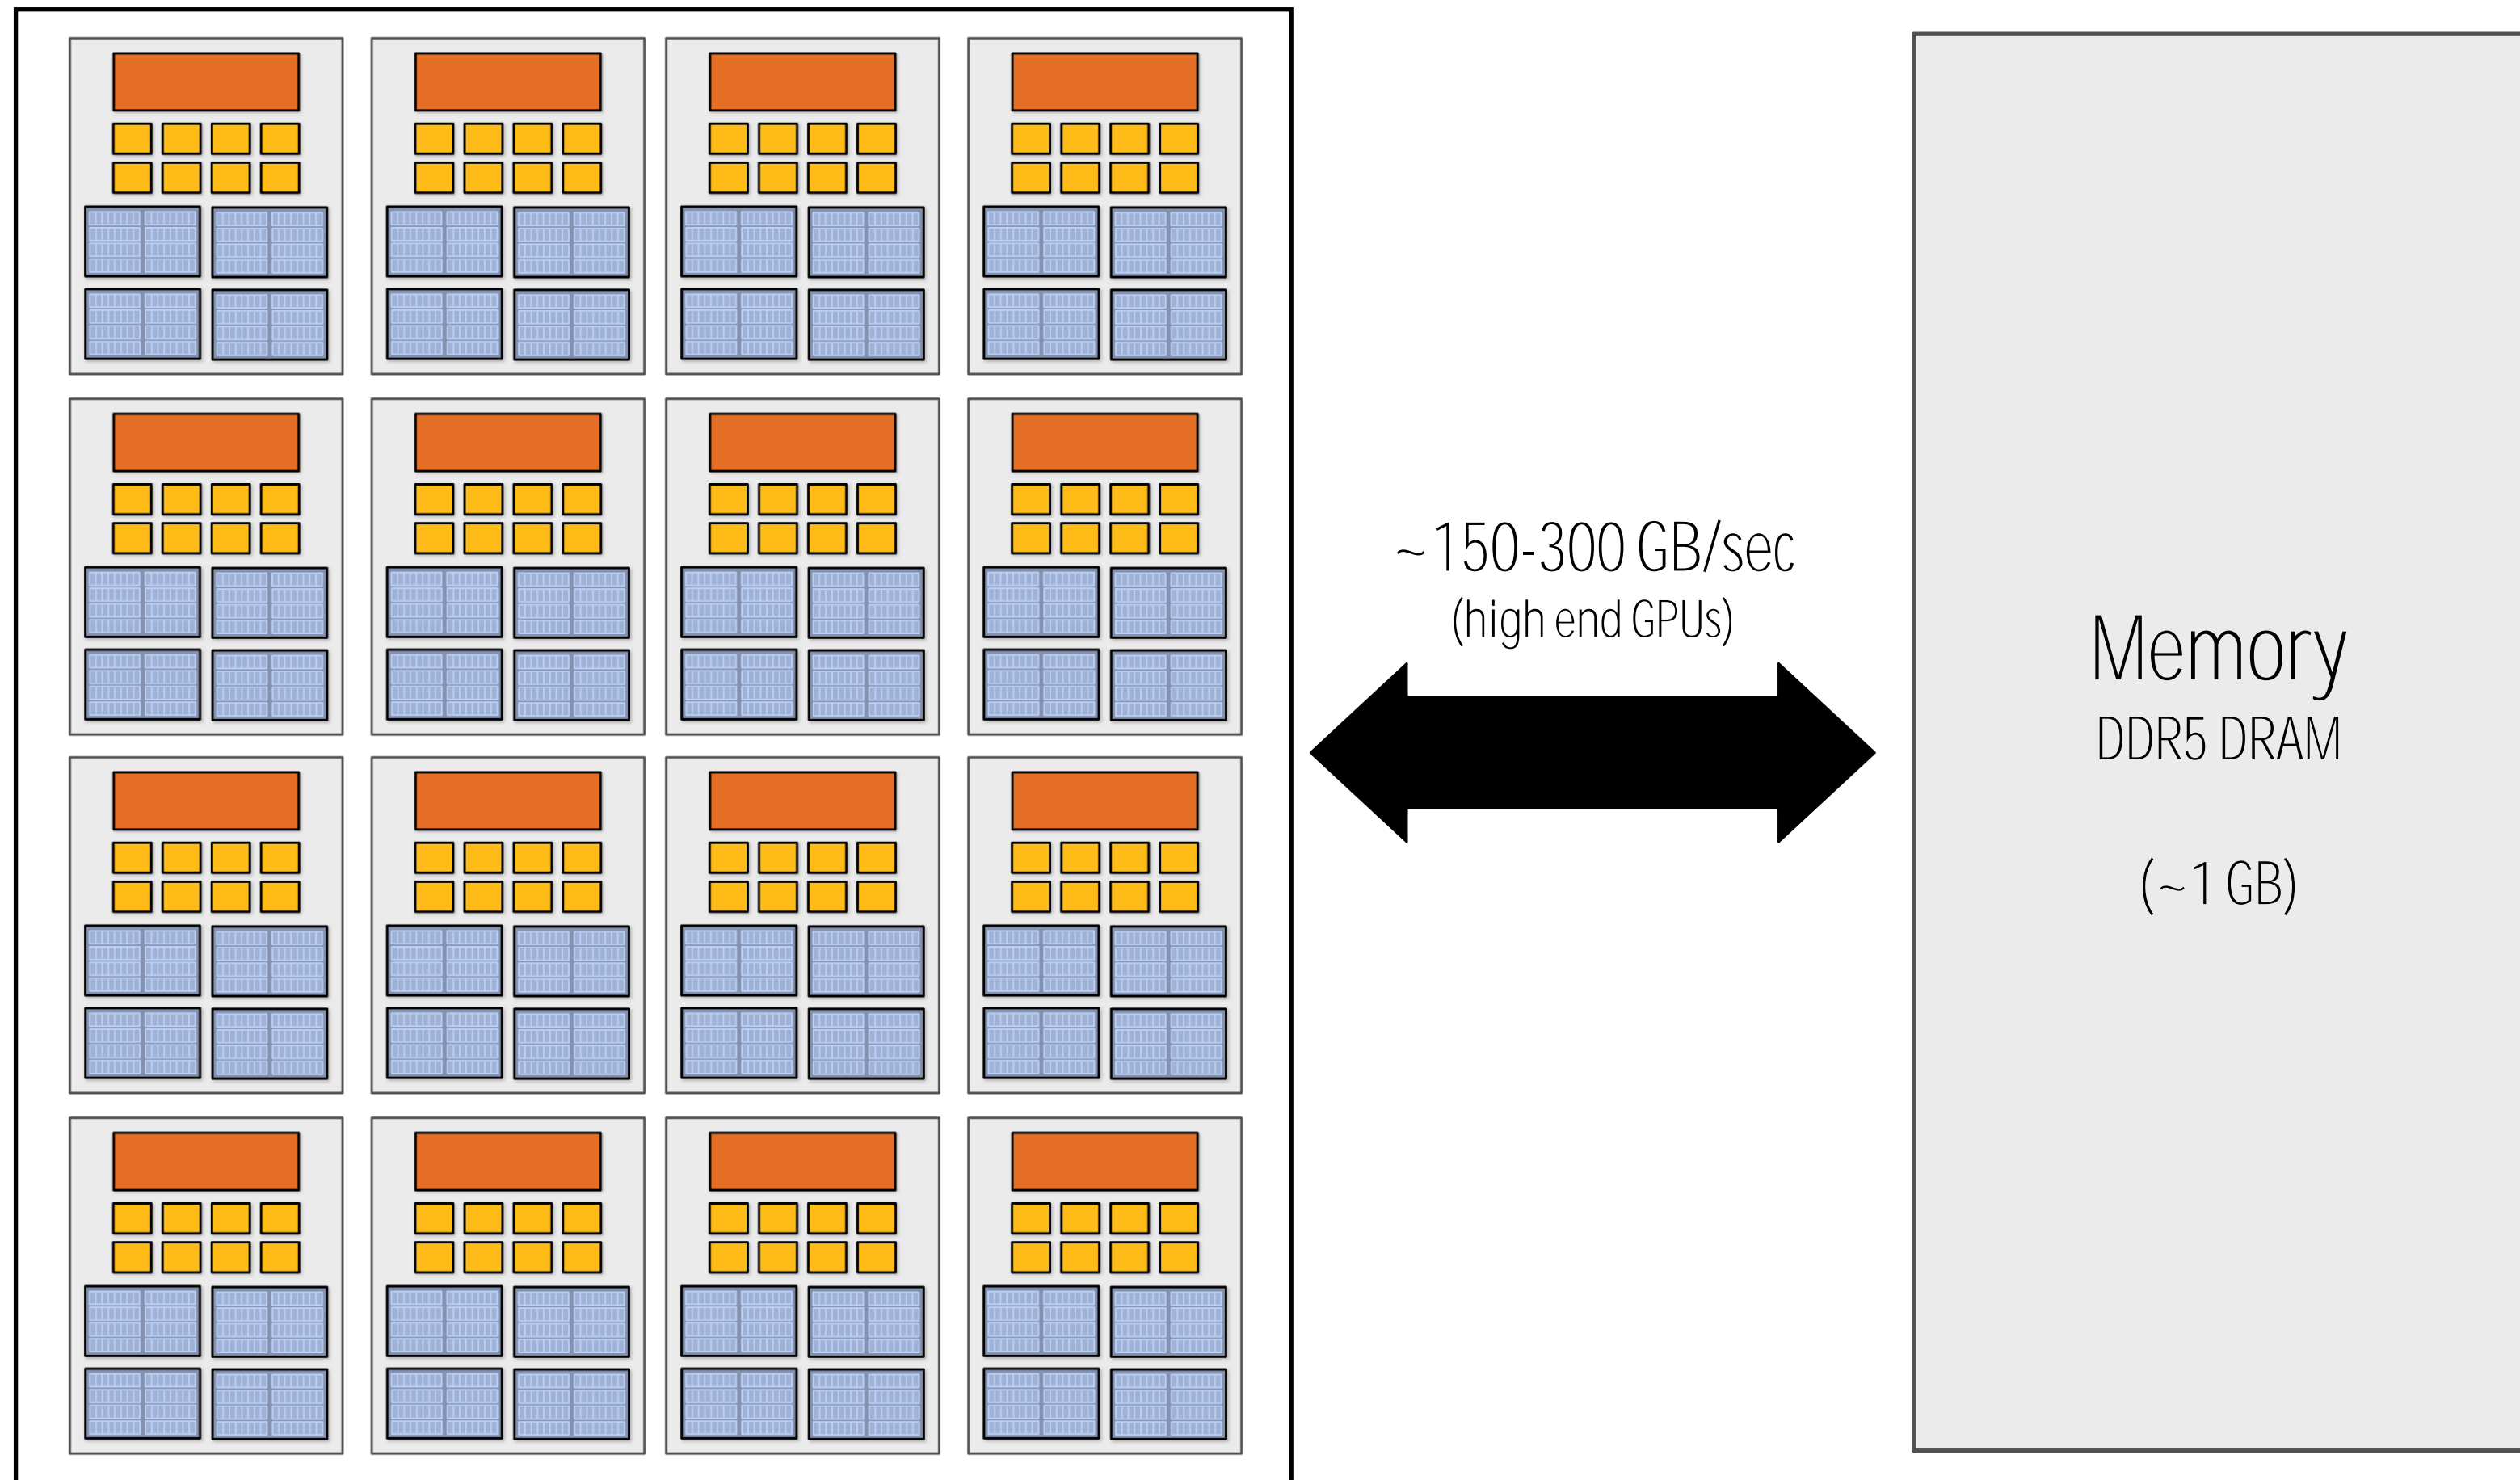 ~150-300 GB/sec
(high end GPUs)
Memory
DDR5 DRAM
(~1 GB)